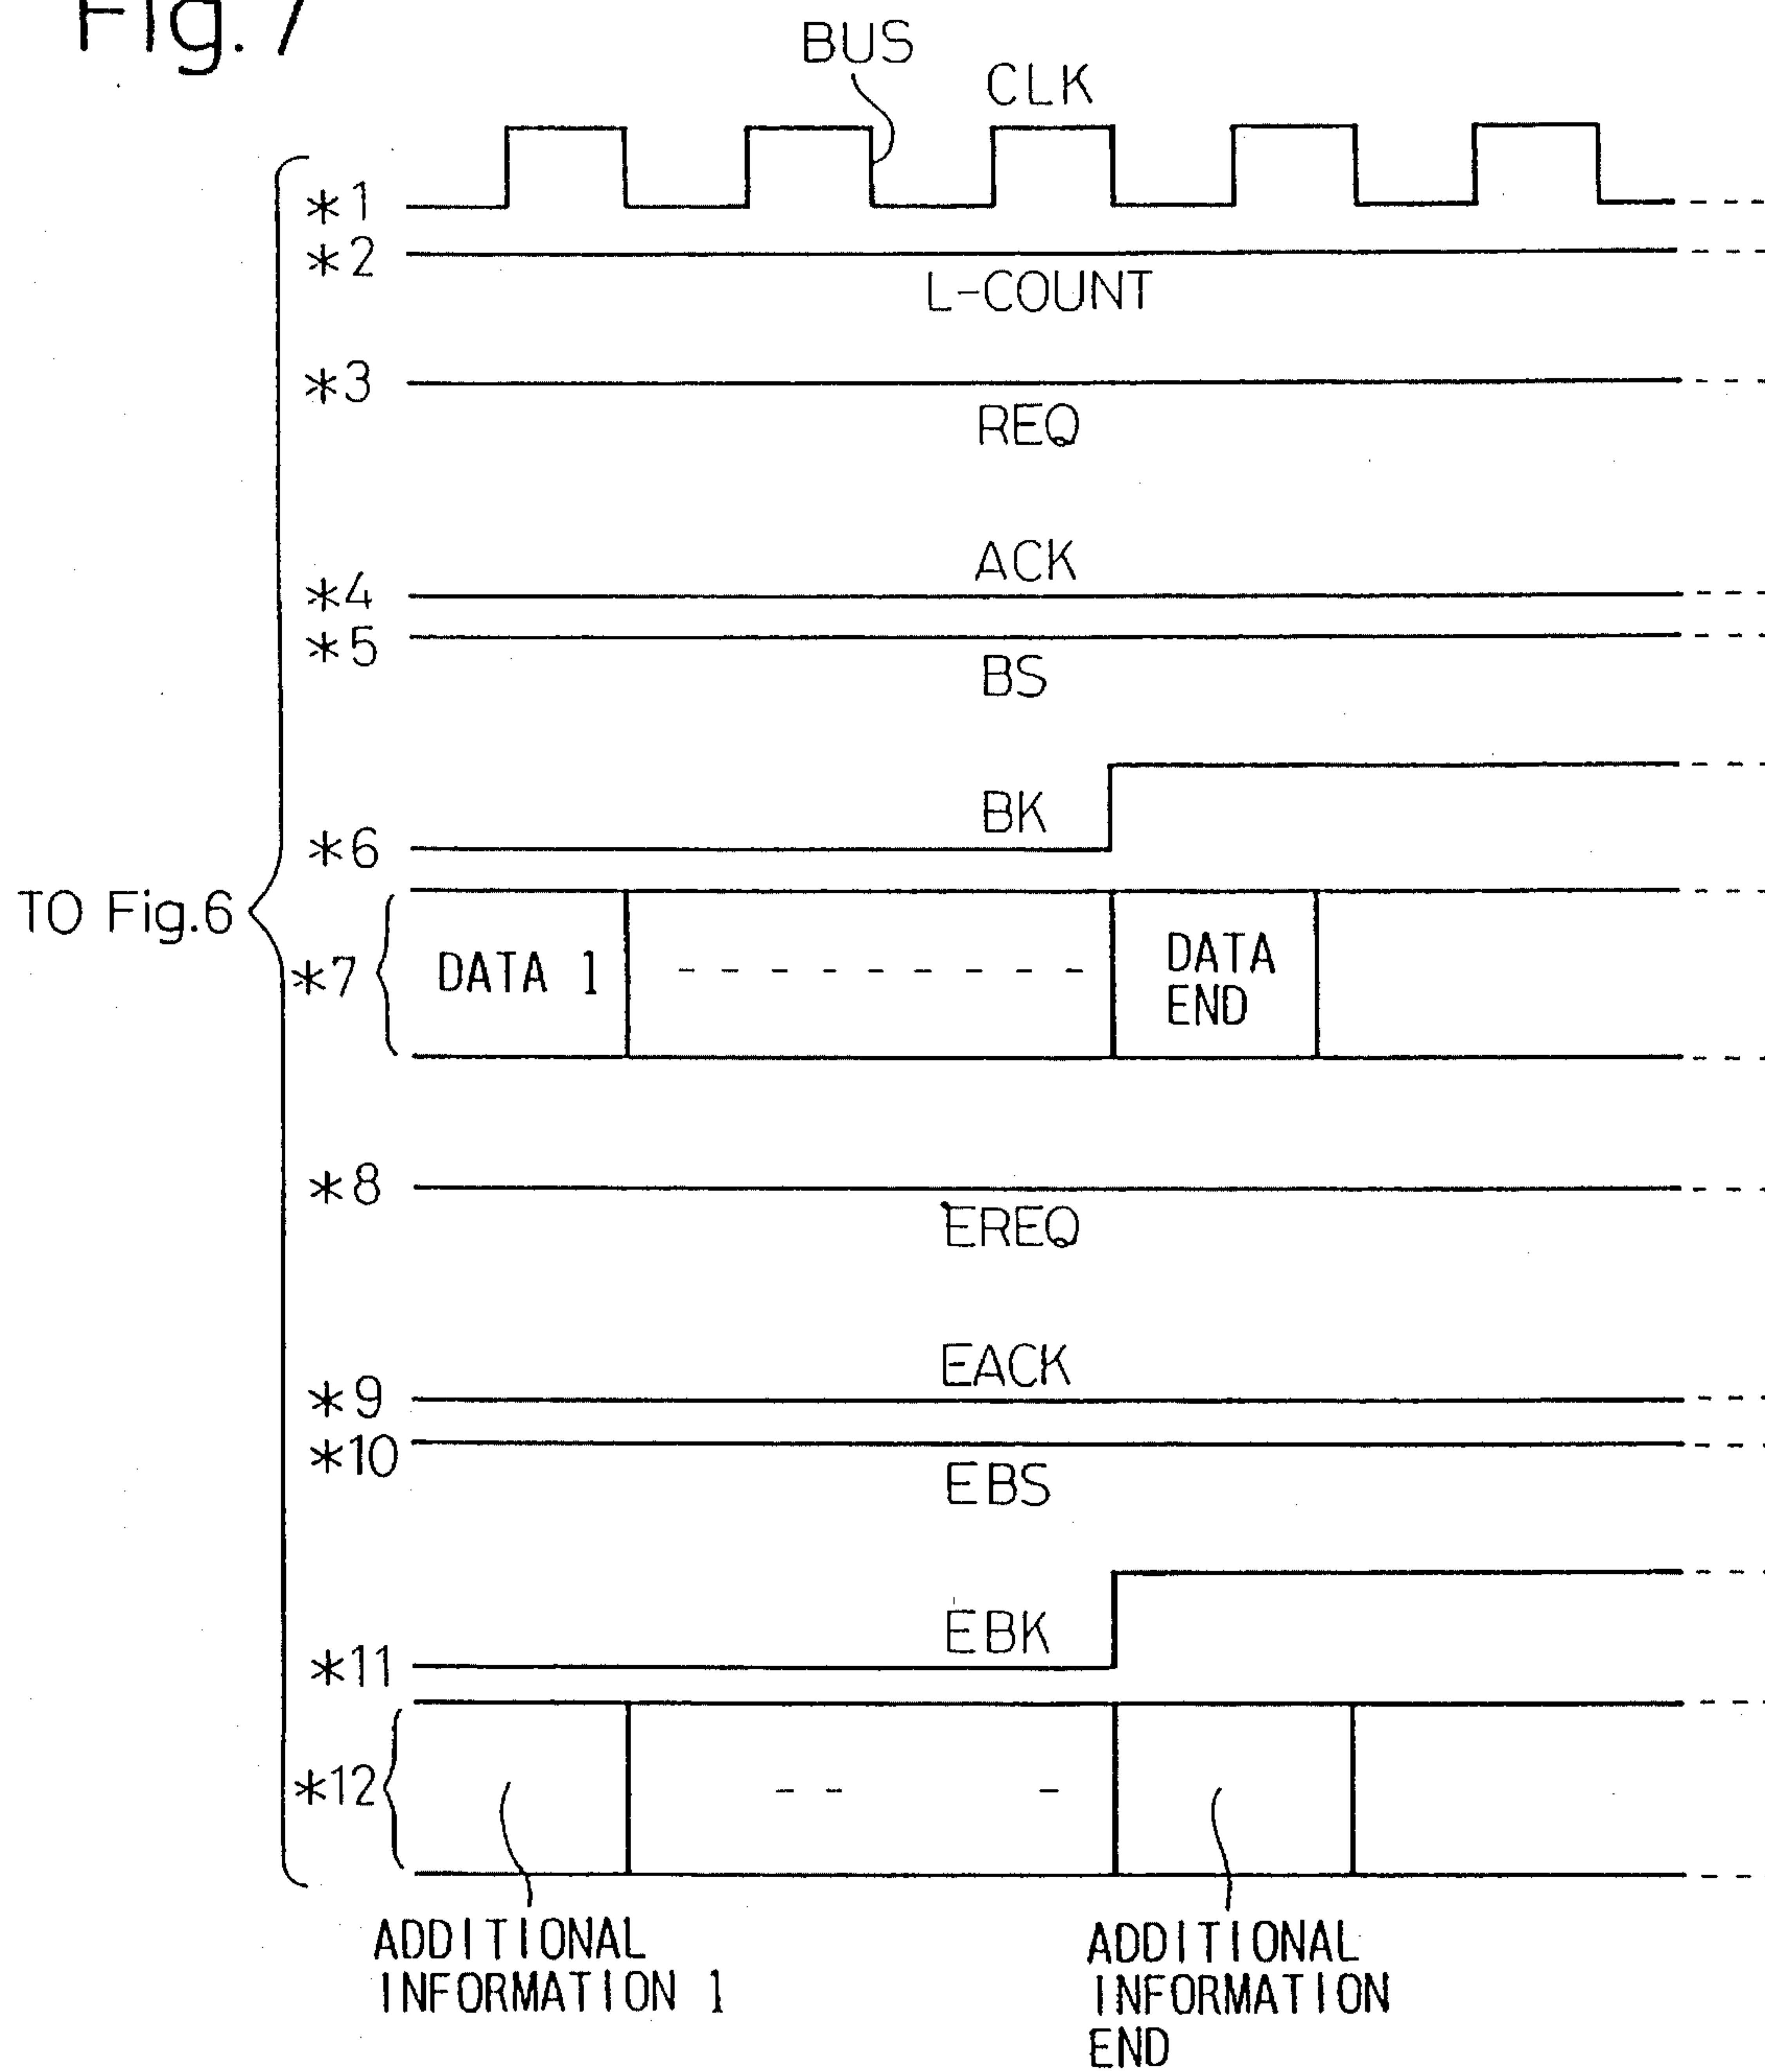 Fig. 7
BUS
CLK
*1
*2
L-COUNT
*3
REQ
ACK
*4
*5
BS
BK
*6
TO Fig.6
*7
DATA 1
DATA
END
*8
EREQ
EACK
*9
*10
EBS
EBK
*11
*12
ADDITIONAL
INFORMATION 1
ADDITIONAL
INFORMATION
END